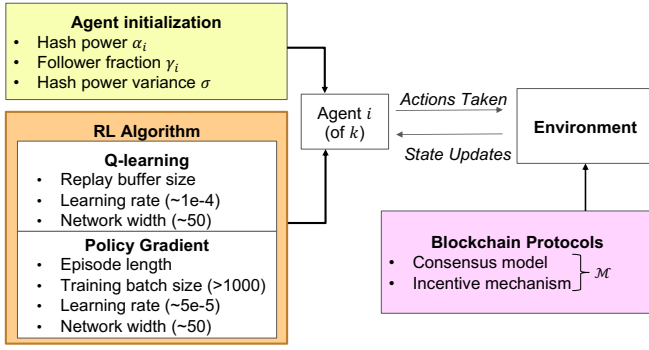 Agent initialization
• Hash power αᵢ
• Follower fraction γᵢ
• Hash power variance σ
RL Algorithm
Q-learning
• Replay buffer size
• Learning rate (~1e-4)
• Network width (~50)
Policy Gradient
• Episode length
• Training batch size (>1000)
• Learning rate (~5e-5)
• Network width (~50)
Agent i
(of k)
Actions Taken
State Updates
Environment
Blockchain Protocols
• Consensus model
• Incentive mechanism
ℳ